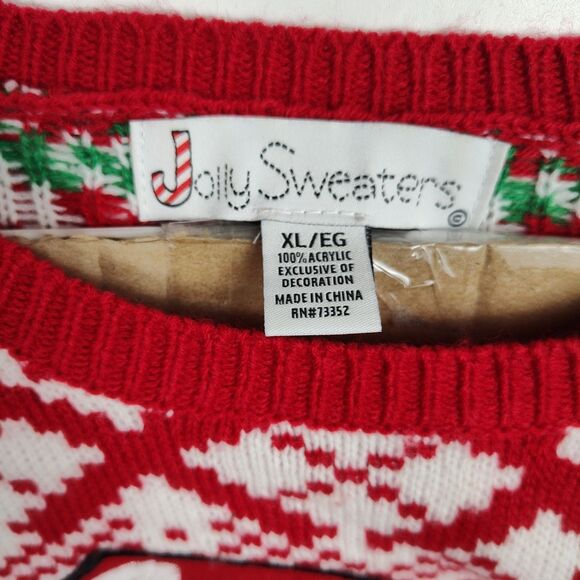 Jolly Sweaters
©
XL/EG
100% ACRYLIC
EXCLUSIVE OF
DECORATION
MADE IN CHINA
RN#73352